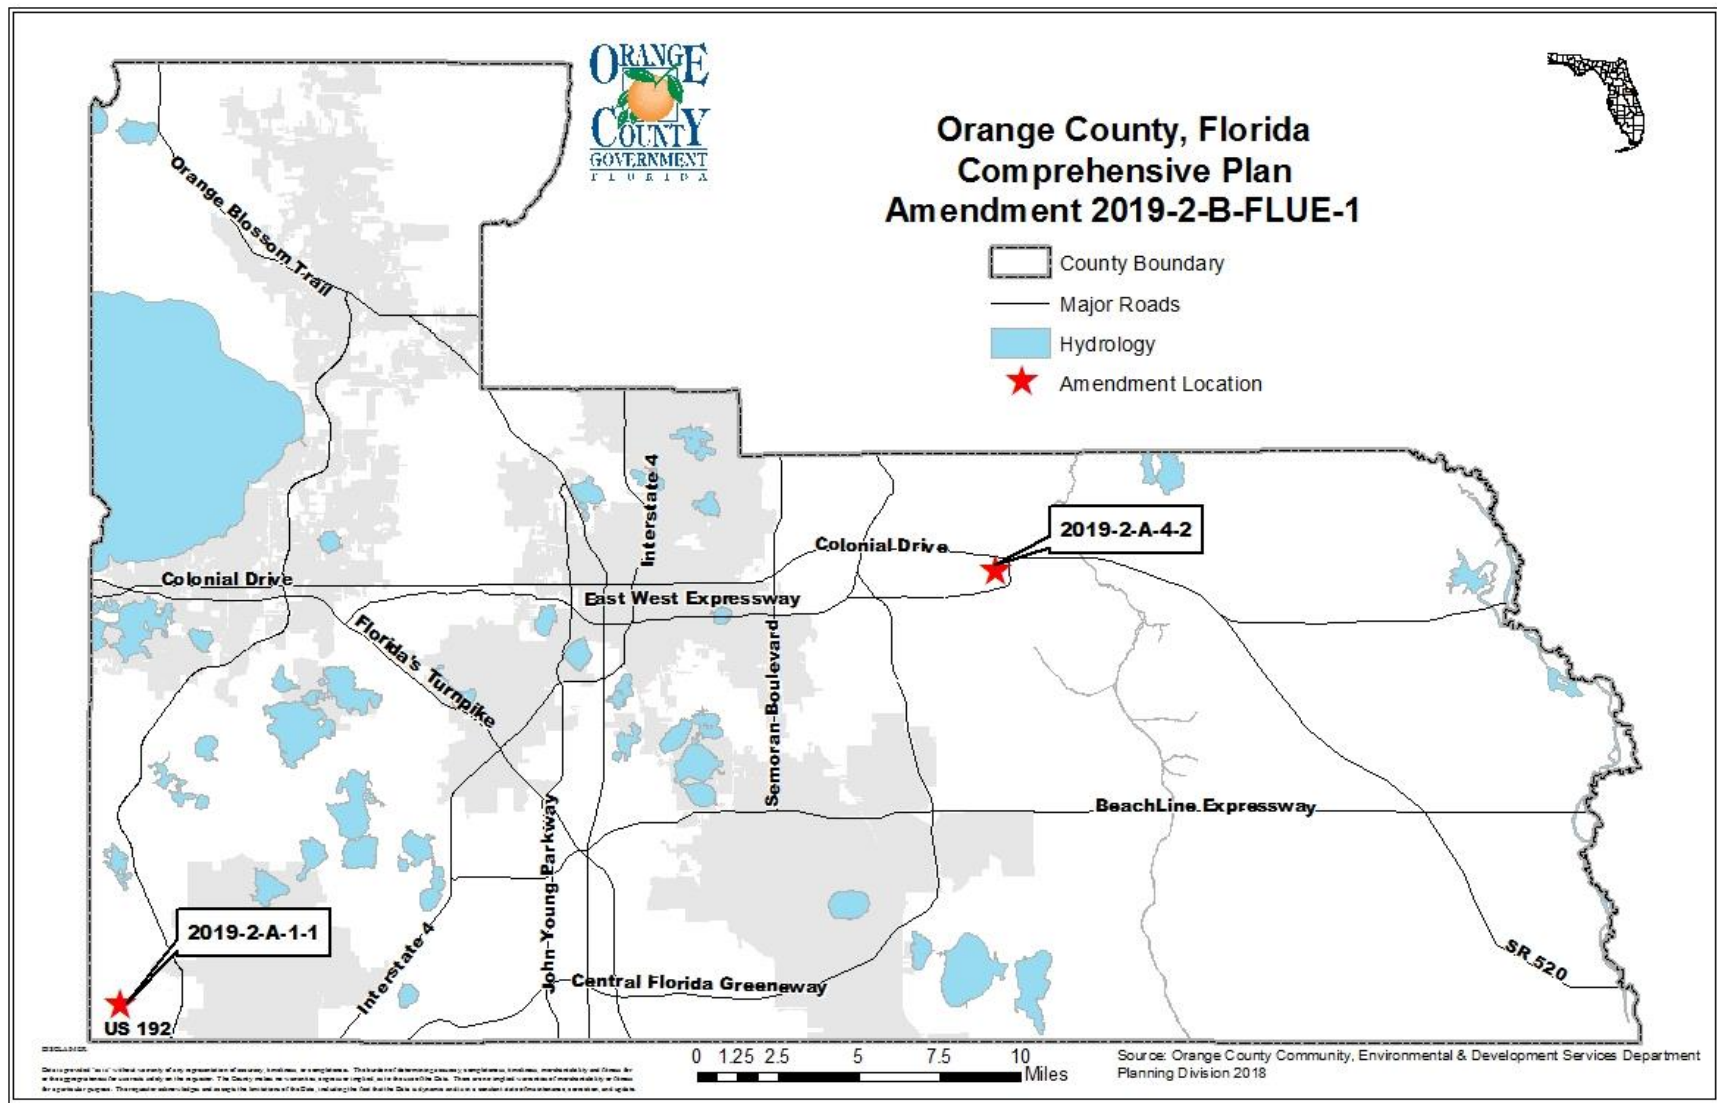 ORANGE
COUNTY
GOVERNMENT
FLORIDA
Orange County, Florida
Comprehensive Plan
Amendment 2019-2-B-FLUE-1
County Boundary
Major Roads
Hydrology
Amendment Location
Orange Blossom Trail
Interstate 4
2019-2-A-4-2
Colonial Drive
Colonial Drive
East West Expressway
Florida's Turnpike
Semoran Boulevard
BeachLine Expressway
John Young Parkway
2019-2-A-1-1
Interstate 4
SR 520
Central Florida Greeneway
US 192
DISCLAIMER:
0 1.25 2.5 5 7.5 10
Miles
Source: Orange County Community, Environmental & Development Services Department
Planning Division 2018